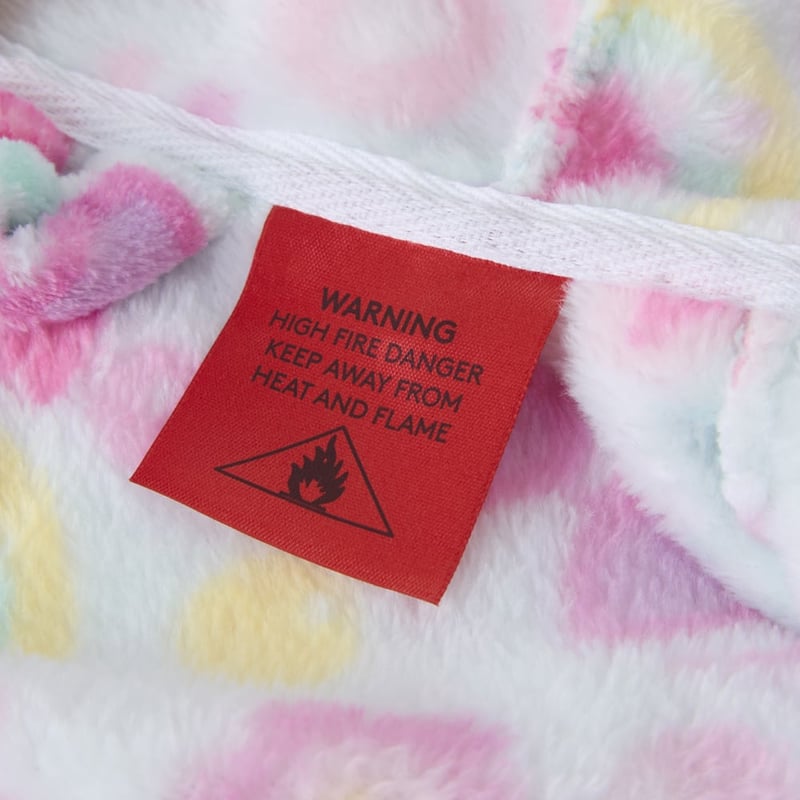 WARNING
HIGH FIRE DANGER
KEEP AWAY FROM
HEAT AND FLAME